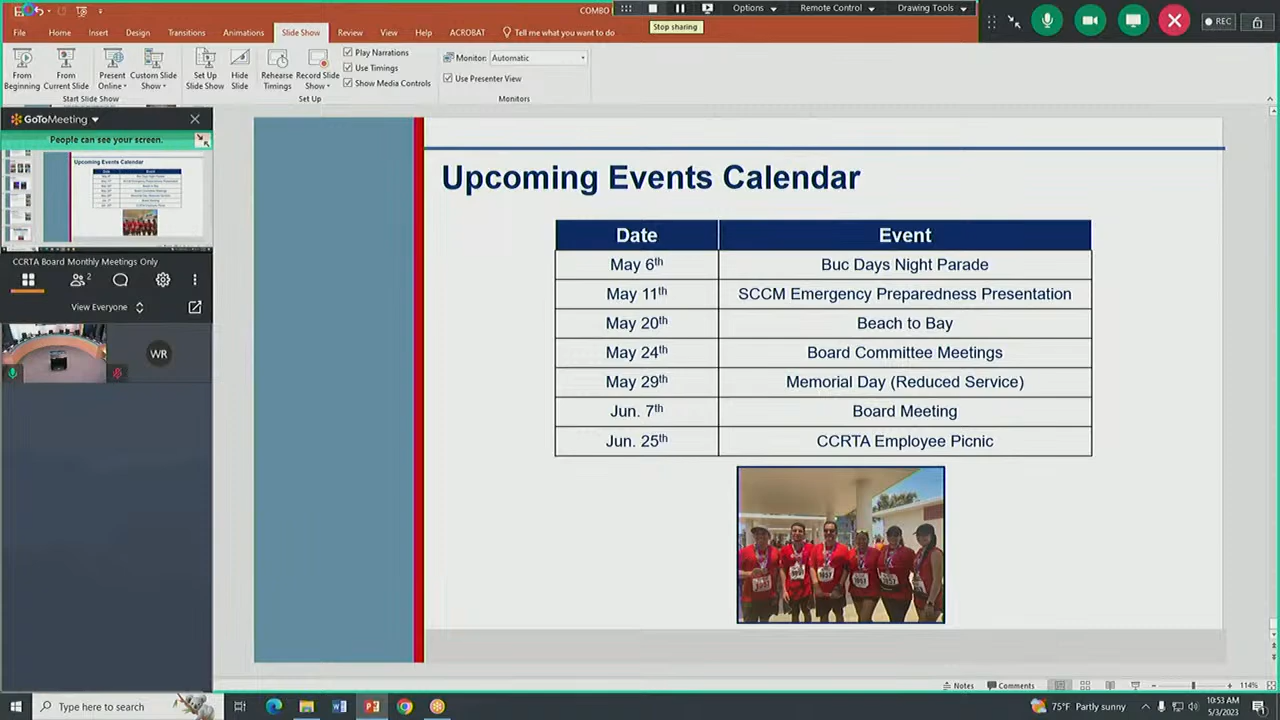 COMBO
Options
Remote Control
Drawing Tools
Stop sharing
REC
File Home Insert Design Transitions Animations Slide Show Review View Help ACROBAT Tell me what you want to do
From Beginning
From Current Slide
Present Online
Custom Slide Show
Set Up Slide Show
Hide Slide
Rehearse Timings
Record Slide Show
Play Narrations
Use Timings
Show Media Controls
Monitor: Automatic
Use Presenter View
Start Slide Show
Set Up
Monitors
GoToMeeting
People can see your screen.
Upcoming Events Calendar
CCRTA Board Monthly Meetings Only
2
View Everyone
WR
Upcoming Events Calendar
Date Event
May 6th Buc Days Night Parade
May 11th SCCM Emergency Preparedness Presentation
May 20th Beach to Bay
May 24th Board Committee Meetings
May 29th Memorial Day (Reduced Service)
Jun. 7th Board Meeting
Jun. 25th CCRTA Employee Picnic
Notes
Comments
114%
Type here to search
75°F Partly sunny
10:53 AM
5/3/2023